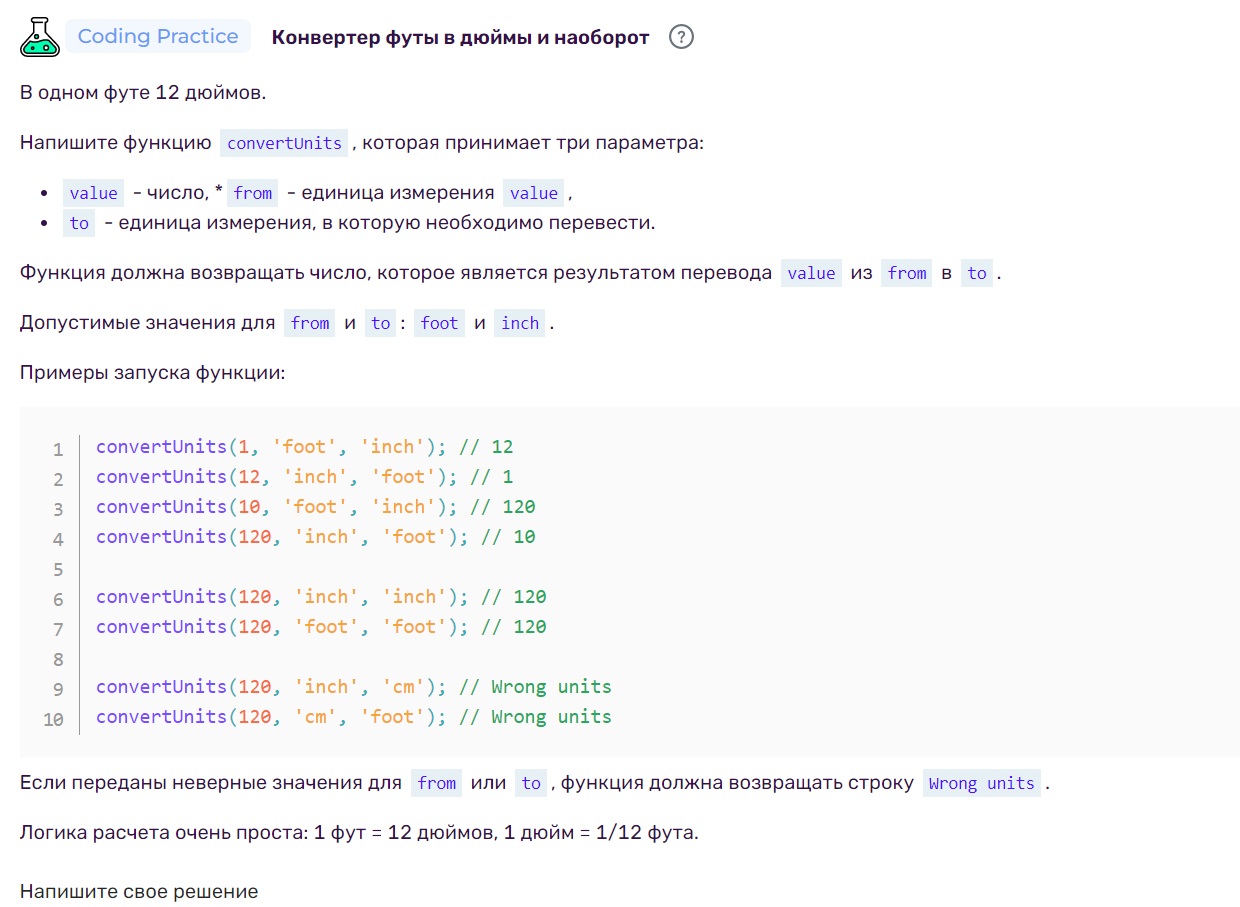 Coding Practice Конвертер футы в дюймы и наоборот ?
В одном футе 12 дюймов.
Напишите функцию convertUnits , которая принимает три параметра:
• value - число, * from - единица измерения value ,
• to - единица измерения, в которую необходимо перевести.
Функция должна возвращать число, которое является результатом перевода value из from в to .
Допустимые значения для from и to : foot и inch .
Примеры запуска функции:
1 convertUnits(1, 'foot', 'inch'); // 12
2 convertUnits(12, 'inch', 'foot'); // 1
3 convertUnits(10, 'foot', 'inch'); // 120
4 convertUnits(120, 'inch', 'foot'); // 10
5
6 convertUnits(120, 'inch', 'inch'); // 120
7 convertUnits(120, 'foot', 'foot'); // 120
8
9 convertUnits(120, 'inch', 'cm'); // Wrong units
10 convertUnits(120, 'cm', 'foot'); // Wrong units
Если переданы неверные значения для from или to , функция должна возвращать строку Wrong units .
Логика расчета очень проста: 1 фут = 12 дюймов, 1 дюйм = 1/12 фута.
Напишите свое решение